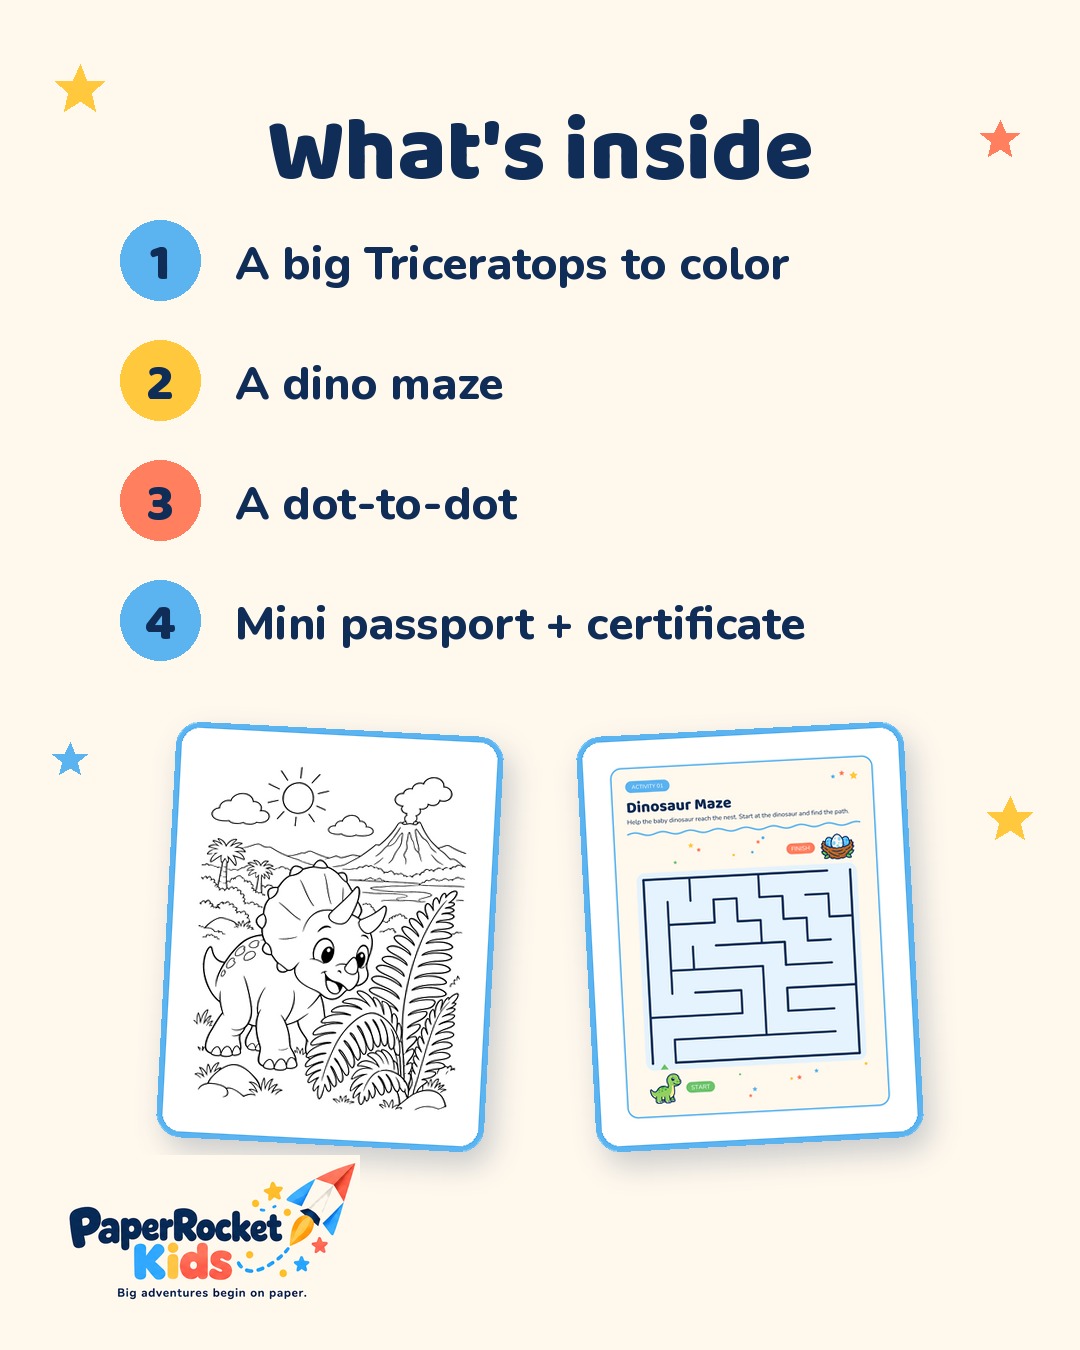 What's inside
1 A big Triceratops to color
2 A dino maze
3 A dot-to-dot
4 Mini passport + certificate
ACTIVITY 01
Dinosaur Maze
Help the baby dinosaur reach the nest. Start at the dinosaur and find the path.
FINISH
START
PaperRocket
Kids
Big adventures begin on paper.